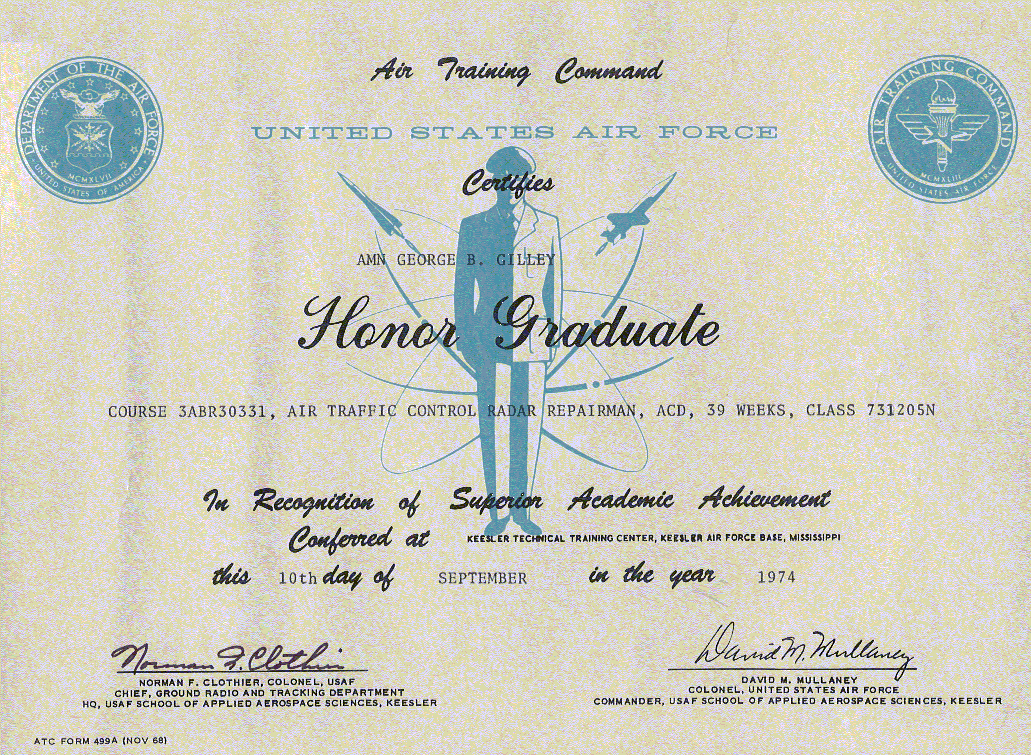 Air Training Command
DEPARTMENT OF THE AIR FORCE
MCMXLVII
UNITED STATES OF AMERICA
AIR TRAINING COMMAND
MCMXLIII
UNITED STATES AIR FORCE
UNITED STATES AIR FORCE
Certifies
AMN GEORGE B. GILLEY
Honor Graduate
COURSE 3ABR30331, AIR TRAFFIC CONTROL RADAR REPAIRMAN, ACD, 39 WEEKS, CLASS 731205N
In Recognition of Superior Academic Achievement
Conferred at KEESLER TECHNICAL TRAINING CENTER, KEESLER AIR FORCE BASE, MISSISSIPPI
this 10th day of SEPTEMBER in the year 1974
Norman F. Clothier
NORMAN F. CLOTHIER, COLONEL, USAF
CHIEF, GROUND RADIO AND TRACKING DEPARTMENT
HQ, USAF SCHOOL OF APPLIED AEROSPACE SCIENCES, KEESLER
David M. Mullaney
DAVID M. MULLANEY
COLONEL, UNITED STATES AIR FORCE
COMMANDER, USAF SCHOOL OF APPLIED AEROSPACE SCIENCES, KEESLER
ATC FORM 499A (NOV 68)